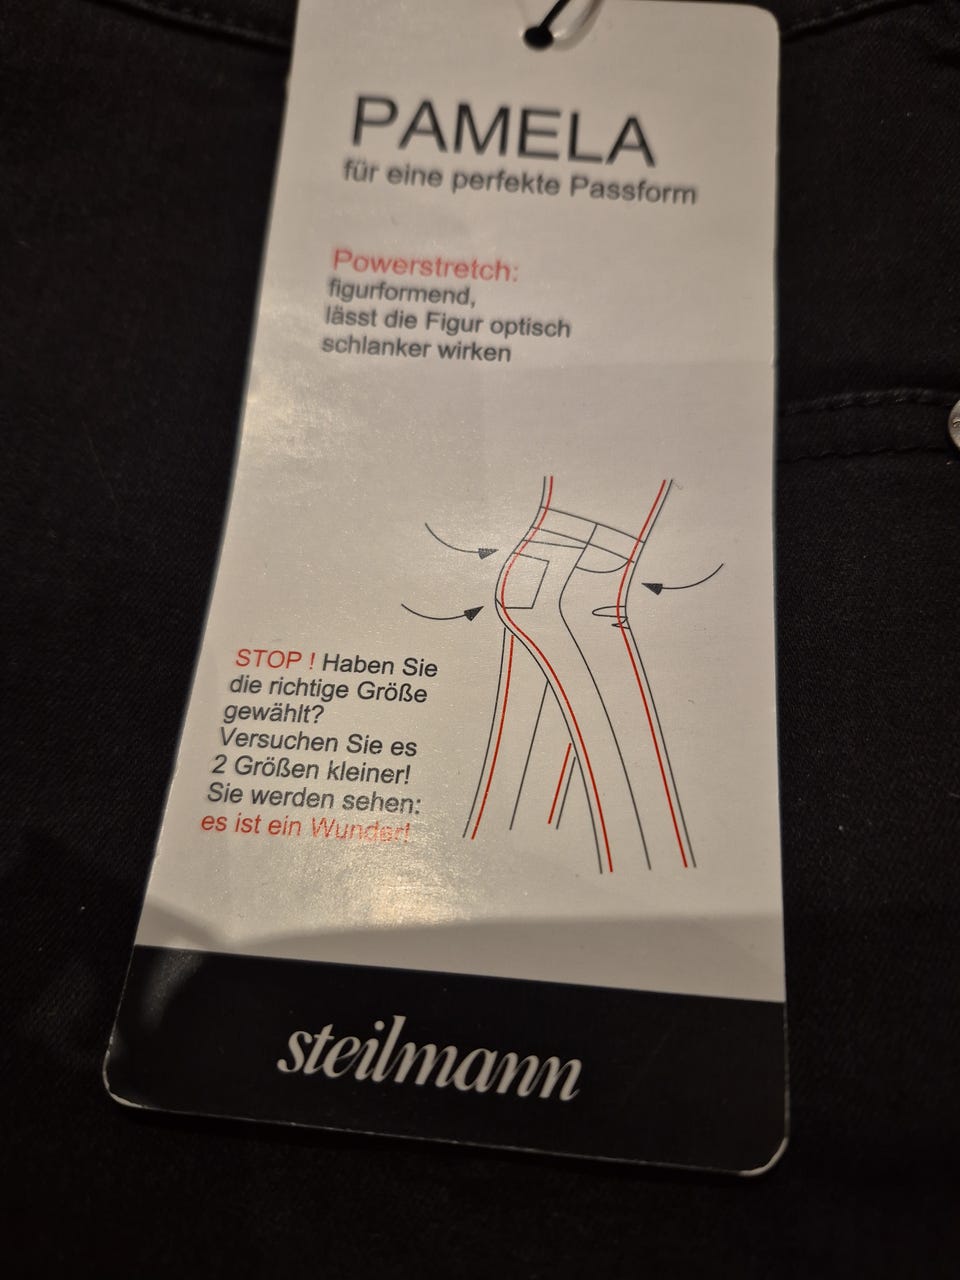 PAMELA
für eine perfekte Passform
Powerstretch:
figurformend,
lässt die Figur optisch
schlanker wirken
STOP ! Haben Sie
die richtige Größe
gewählt?
Versuchen Sie es
2 Größen kleiner!
Sie werden sehen:
es ist ein Wunder!
steilmann